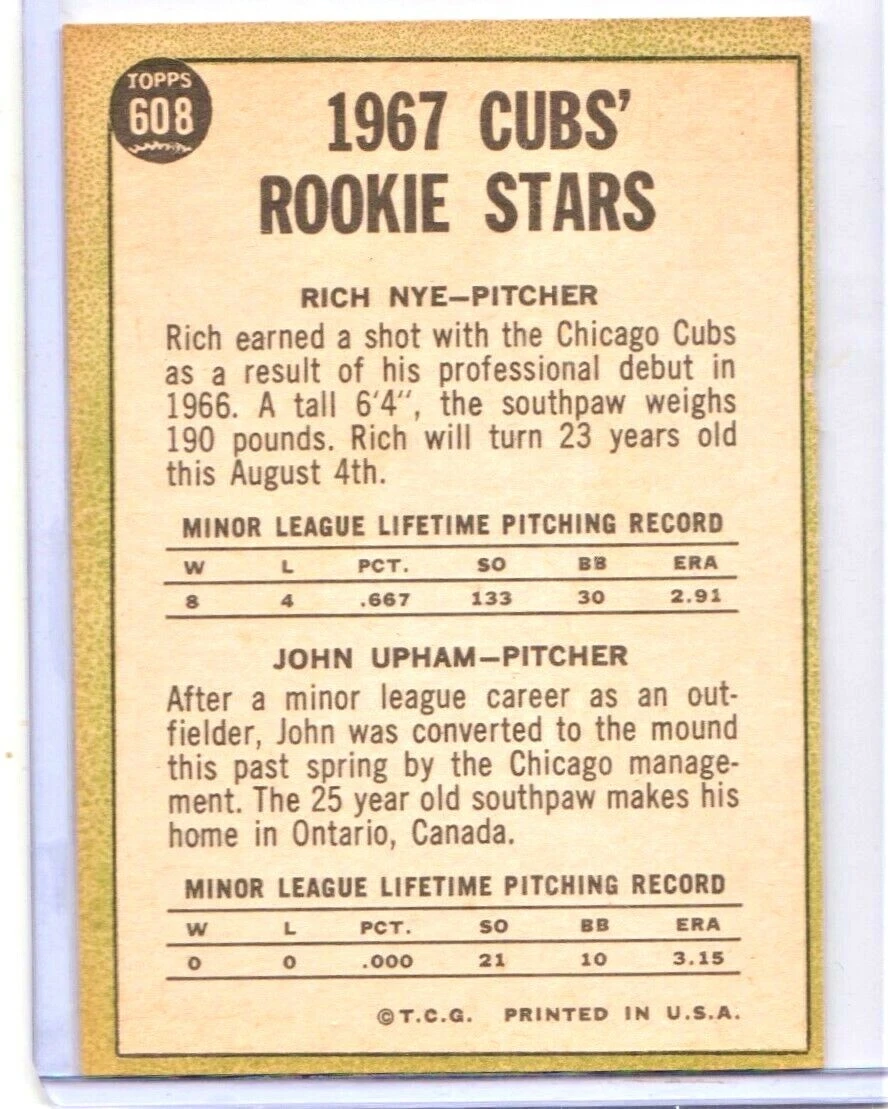 TOPPS
608
1967 CUBS'
ROOKIE STARS
RICH NYE—PITCHER
Rich earned a shot with the Chicago Cubs
as a result of his professional debut in
1966. A tall 6'4", the southpaw weighs
190 pounds. Rich will turn 23 years old
this August 4th.
MINOR LEAGUE LIFETIME PITCHING RECORD
W L PCT. SO BB ERA
8 4 .667 133 30 2.91
JOHN UPHAM—PITCHER
After a minor league career as an out-
fielder, John was converted to the mound
this past spring by the Chicago manage-
ment. The 25 year old southpaw makes his
home in Ontario, Canada.
MINOR LEAGUE LIFETIME PITCHING RECORD
W L PCT. SO BB ERA
0 0 .000 21 10 3.15
©T.C.G. PRINTED IN U.S.A.